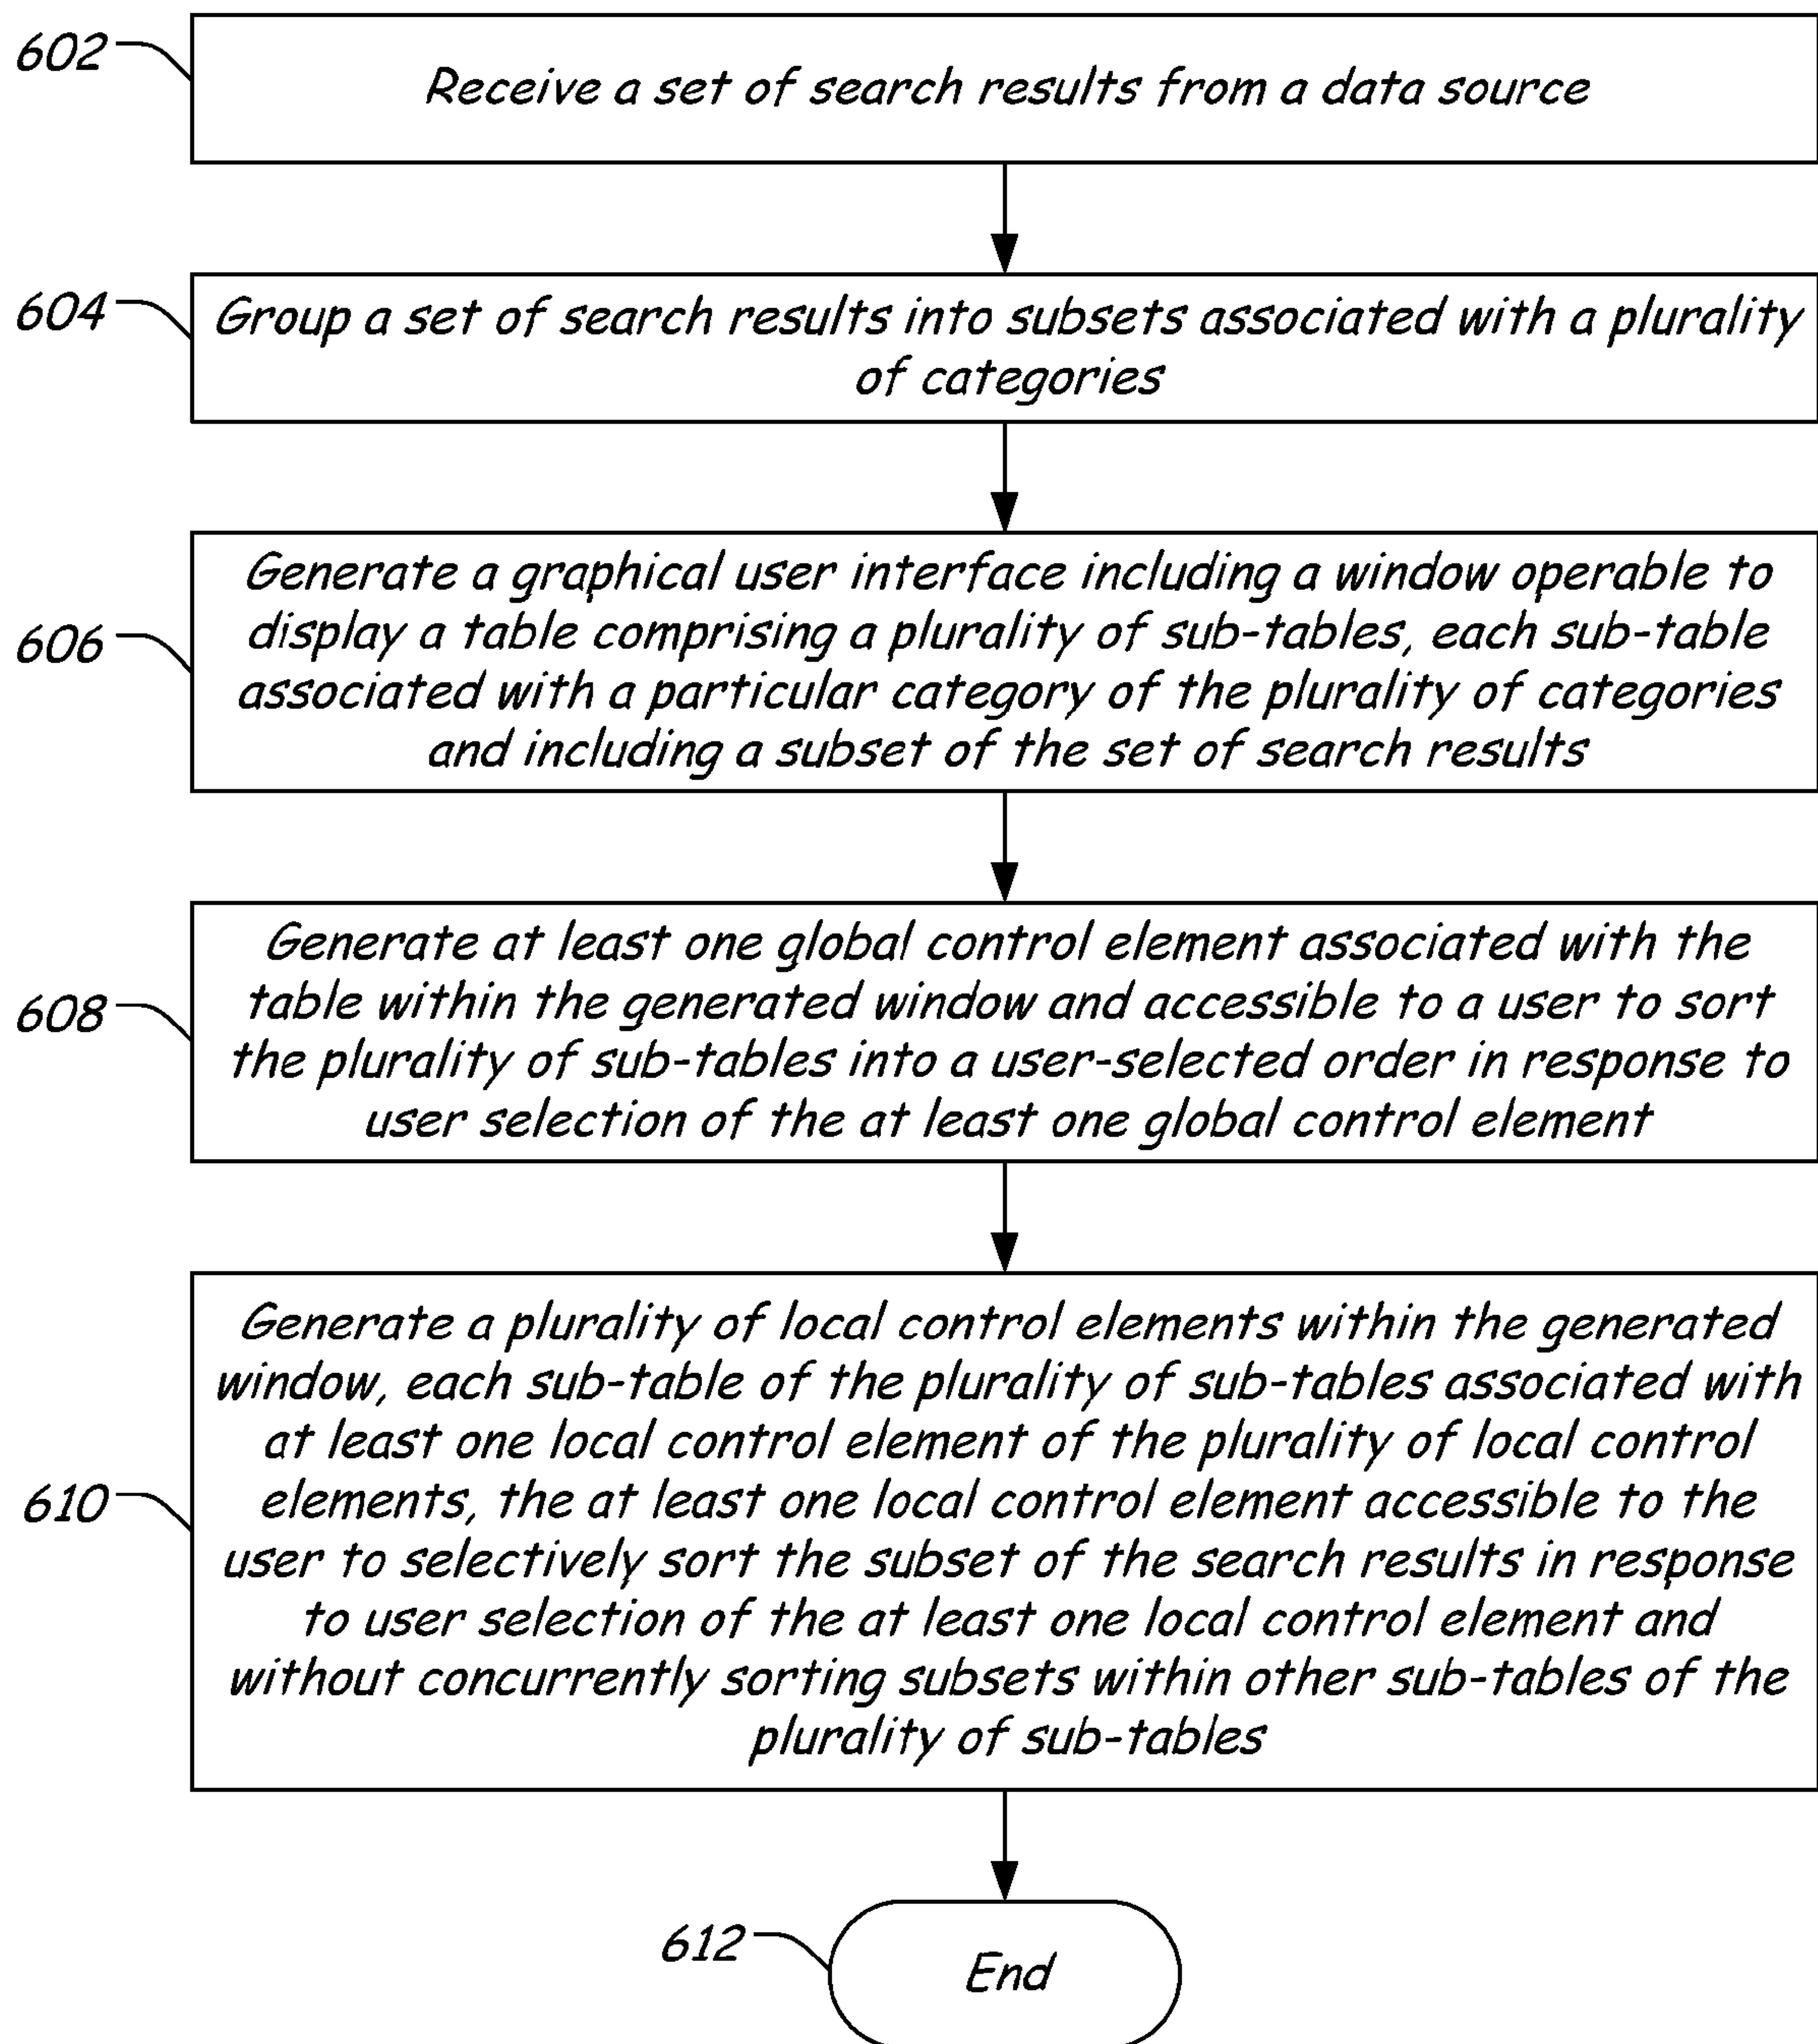 602
Receive a set of search results from a data source
604
Group a set of search results into subsets associated with a plurality
of categories
606
Generate a graphical user interface including a window operable to
display a table comprising a plurality of sub-tables, each sub-table
associated with a particular category of the plurality of categories
and including a subset of the set of search results
608
Generate at least one global control element associated with the
table within the generated window and accessible to a user to sort
the plurality of sub-tables into a user-selected order in response to
user selection of the at least one global control element
610
Generate a plurality of local control elements within the generated
window, each sub-table of the plurality of sub-tables associated with
at least one local control element of the plurality of local control
elements, the at least one local control element accessible to the
user to selectively sort the subset of the search results in response
to user selection of the at least one local control element and
without concurrently sorting subsets within other sub-tables of the
plurality of sub-tables
612
End